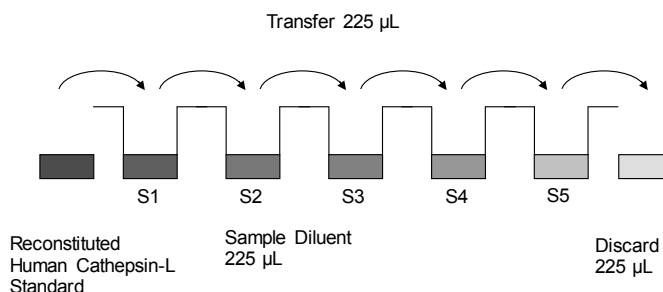 Transfer 225 µL
S1
S2
S3
S4
S5
Reconstituted
Human Cathepsin-L
Standard
Sample Diluent
225 µL
Discard
225 µL